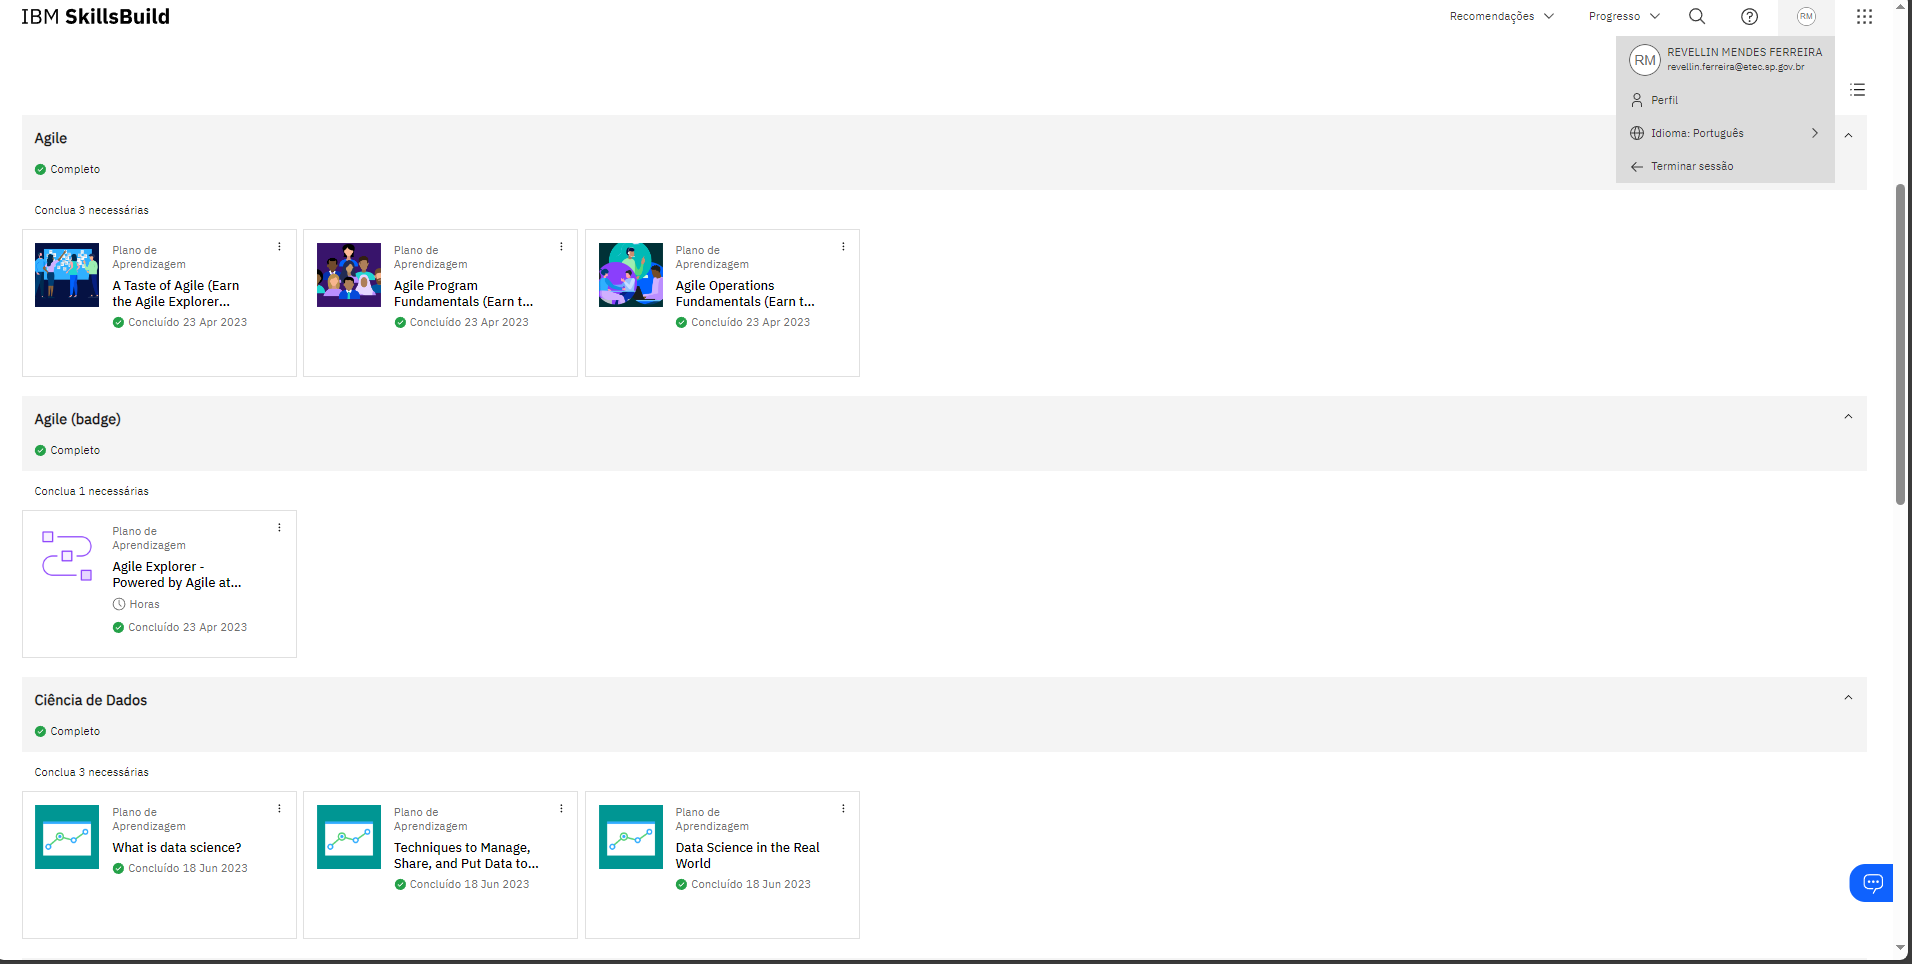 IBM SkillsBuild
Recomendações
Progresso
RM
RM
REVELLIN MENDES FERREIRA
revellin.ferreira@etec.sp.gov.br
Perfil
Idioma: Português
Terminar sessão
Agile
Completo
Conclua 3 necessárias
Plano de
Aprendizagem
A Taste of Agile (Earn
the Agile Explorer...
Concluído 23 Apr 2023
Plano de
Aprendizagem
Agile Program
Fundamentals (Earn t...
Concluído 23 Apr 2023
Plano de
Aprendizagem
Agile Operations
Fundamentals (Earn t...
Concluído 23 Apr 2023
Agile (badge)
Completo
Conclua 1 necessárias
Plano de
Aprendizagem
Agile Explorer -
Powered by Agile at...
Horas
Concluído 23 Apr 2023
Ciência de Dados
Completo
Conclua 3 necessárias
Plano de
Aprendizagem
What is data science?
Concluído 18 Jun 2023
Plano de
Aprendizagem
Techniques to Manage,
Share, and Put Data to...
Concluído 18 Jun 2023
Plano de
Aprendizagem
Data Science in the Real
World
Concluído 18 Jun 2023